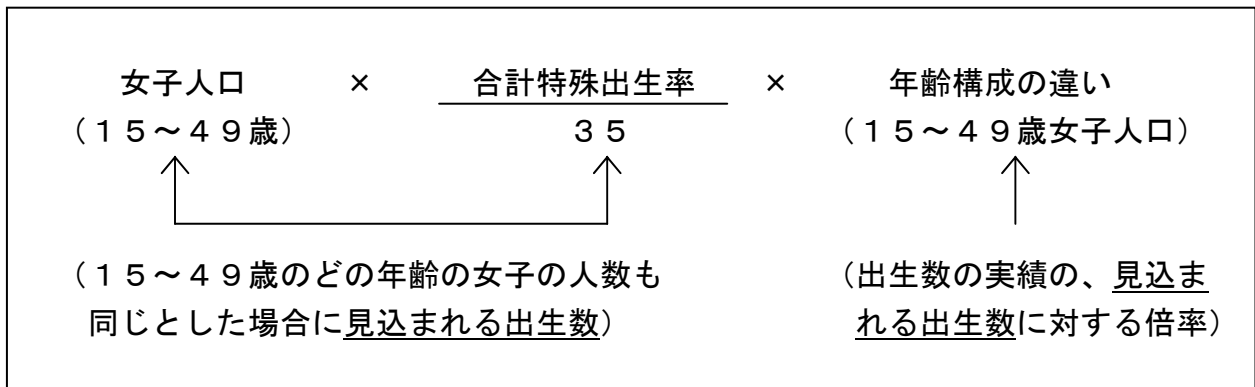 女子人口 × 合計特殊出生率 × 年齢構成の違い
（１５～４９歳） ３５ （１５～４９歳女子人口）
（１５～４９歳のどの年齢の女子の人数も
同じとした場合に見込まれる出生数）
（出生数の実績の、見込ま
れる出生数に対する倍率）